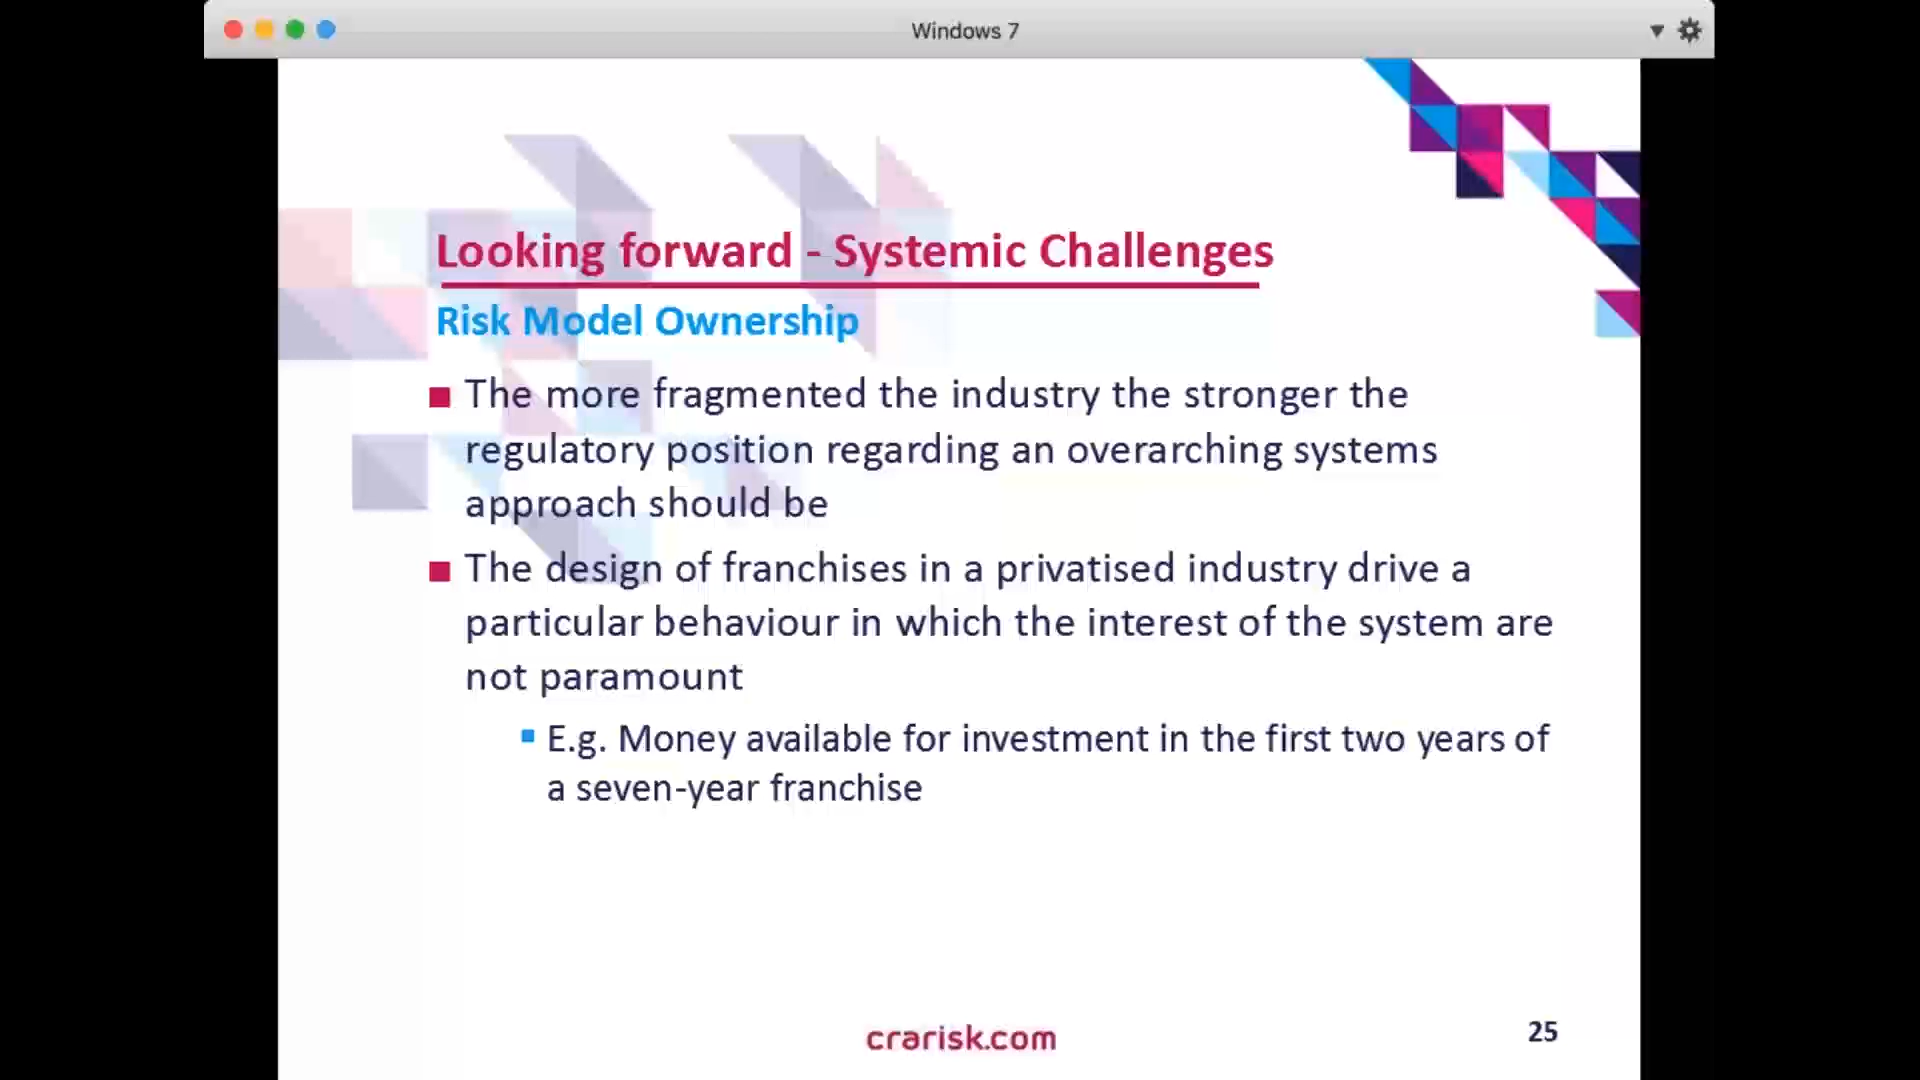 Windows 7
Looking forward - Systemic Challenges
Risk Model Ownership
The more fragmented the industry the stronger the
regulatory position regarding an overarching systems
approach should be
The design of franchises in a privatised industry drive a
particular behaviour in which the interest of the system are
not paramount
E.g. Money available for investment in the first two years of
a seven-year franchise
crarisk.com
25